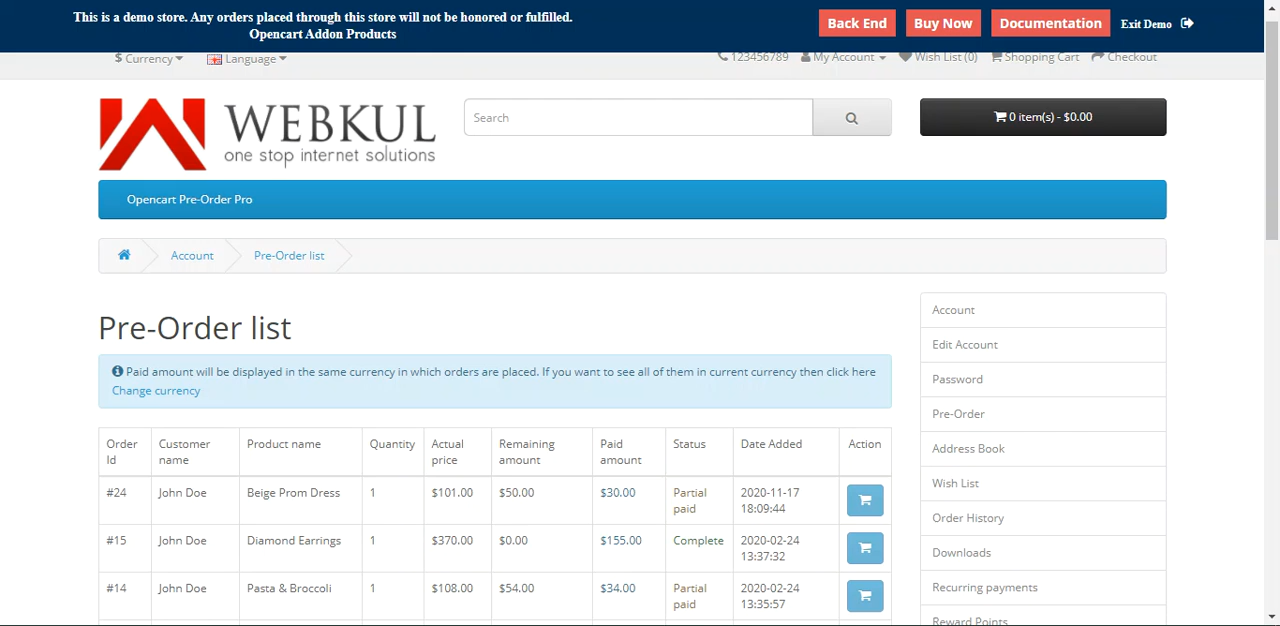 This is a demo store. Any orders placed through this store will not be honored or fulfilled.
Opencart Addon Products
Back End
Buy Now
Documentation
Exit Demo
$ Currency
Language
123456789
My Account
Wish List (0)
Shopping Cart
Checkout
WEBKUL
one stop internet solutions
Search
0 item(s) - $0.00
Opencart Pre-Order Pro
Account
Pre-Order list
Pre-Order list
Paid amount will be displayed in the same currency in which orders are placed. If you want to see all of them in current currency then click here
Change currency
Order Id Customer name Product name Quantity Actual price Remaining amount Paid amount Status Date Added Action
#24 John Doe Beige Prom Dress 1 $101.00 $50.00 $30.00 Partial paid 2020-11-17 18:09:44
#15 John Doe Diamond Earrings 1 $370.00 $0.00 $155.00 Complete 2020-02-24 13:37:32
#14 John Doe Pasta & Broccoli 1 $108.00 $54.00 $34.00 Partial paid 2020-02-24 13:35:57
Account
Edit Account
Password
Pre-Order
Address Book
Wish List
Order History
Downloads
Recurring payments
Reward Points